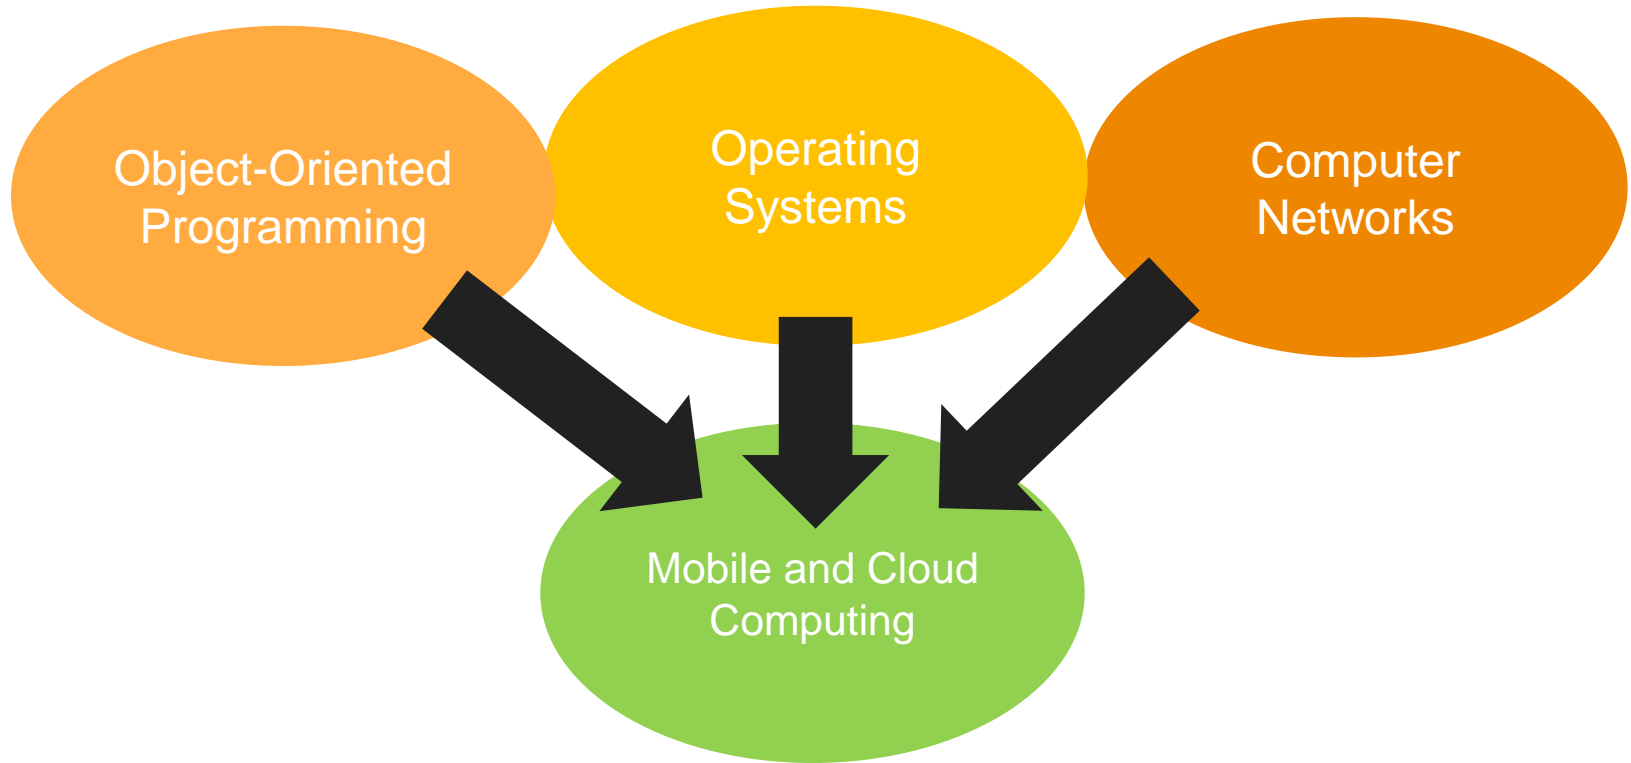 Object-Oriented
Programming
Operating
Systems
Computer
Networks
Mobile and Cloud
Computing